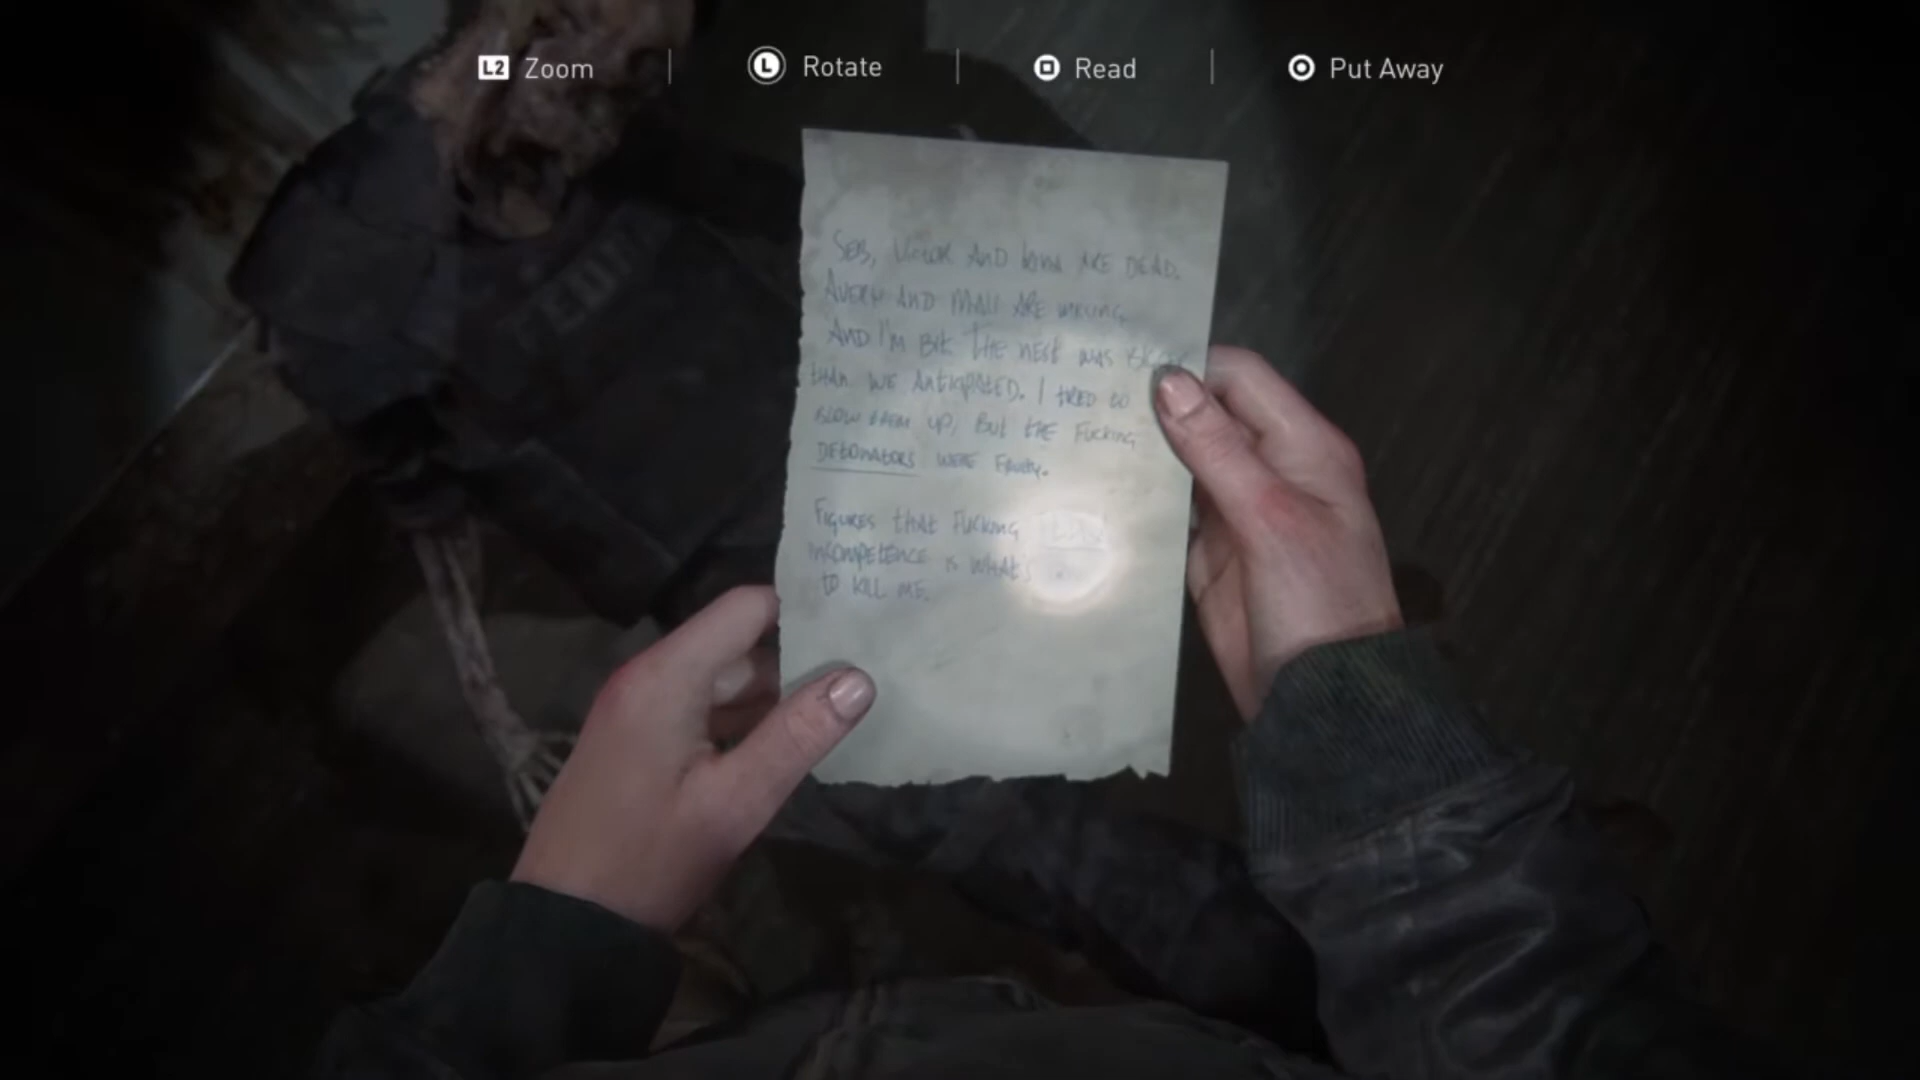 L2 Zoom
L Rotate
Read
Put Away
FEDRA
SEB, VICTOR AND ARE DEAD.
AVERY AND ARE MISSING
AND I'M BIT. THE NEST WAS BIGGER
THAN WE ANTICIPATED. I TRIED TO
BLOW THEM UP, BUT THE FUCKING
DETONATORS WERE FAULTY.
FIGURES THAT FUCKING
INCOMPETENCE IS WHAT'S
TO KILL ME.